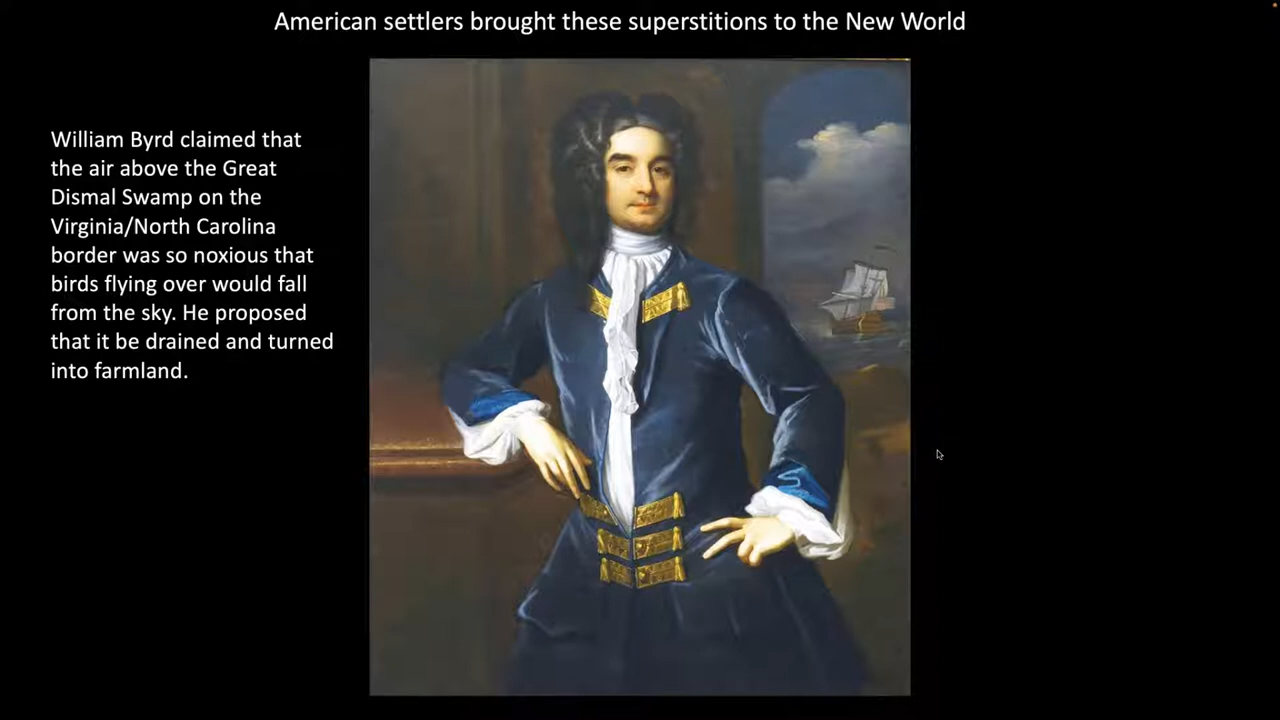 American settlers brought these superstitions to the New World
William Byrd claimed that
the air above the Great
Dismal Swamp on the
Virginia/North Carolina
border was so noxious that
birds flying over would fall
from the sky. He proposed
that it be drained and turned
into farmland.